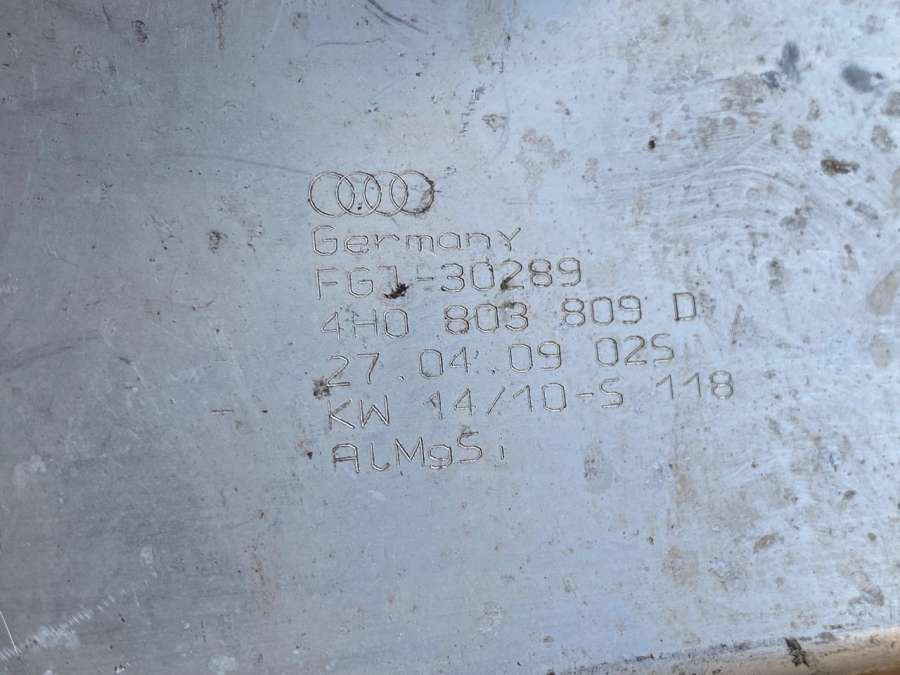 Germany
FG1-30289
4H0 803 809 D
27.04.09 02S
KW 14/10-S 118
AlMgSi